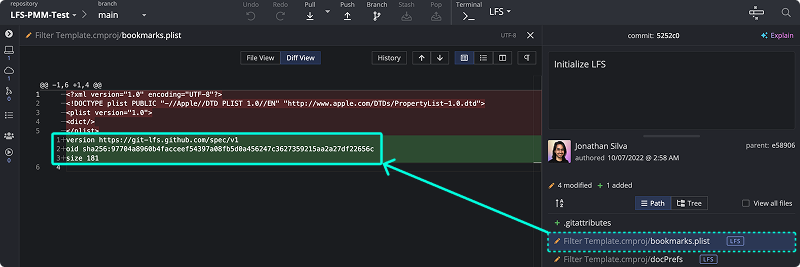 repository
branch
LFS-PMM-Test
main
Undo
Redo
Pull
Push
Branch
Stash
Pop
Terminal
LFS
Filter Template.cmproj/bookmarks.plist
UTF-8
File View
Diff View
History
@@ -1,6 +1,4 @@
1 -<?xml version="1.0" encoding="UTF-8"?>
2 -<!DOCTYPE plist PUBLIC "-//Apple//DTD PLIST 1.0//EN" "http://www.apple.com/DTDs/PropertyList-1.0.dtd">
3 -<plist version="1.0">
4 -<dict/>
5 -</plist>
1 +version https://git-lfs.github.com/spec/v1
2 +oid sha256:97704a8960b4facceef54397a08fb5d0a456247c3627359215aa2a27df22656c
3 +size 181
6 4
commit: 5252c0
Explain
Initialize LFS
Jonathan Silva
authored 10/07/2022 @ 2:58 AM
parent: e58906
4 modified
1 added
Path
Tree
View all files
.gitattributes
Filter Template.cmproj/bookmarks.plist LFS
Filter Template.cmproj/docPrefs LFS